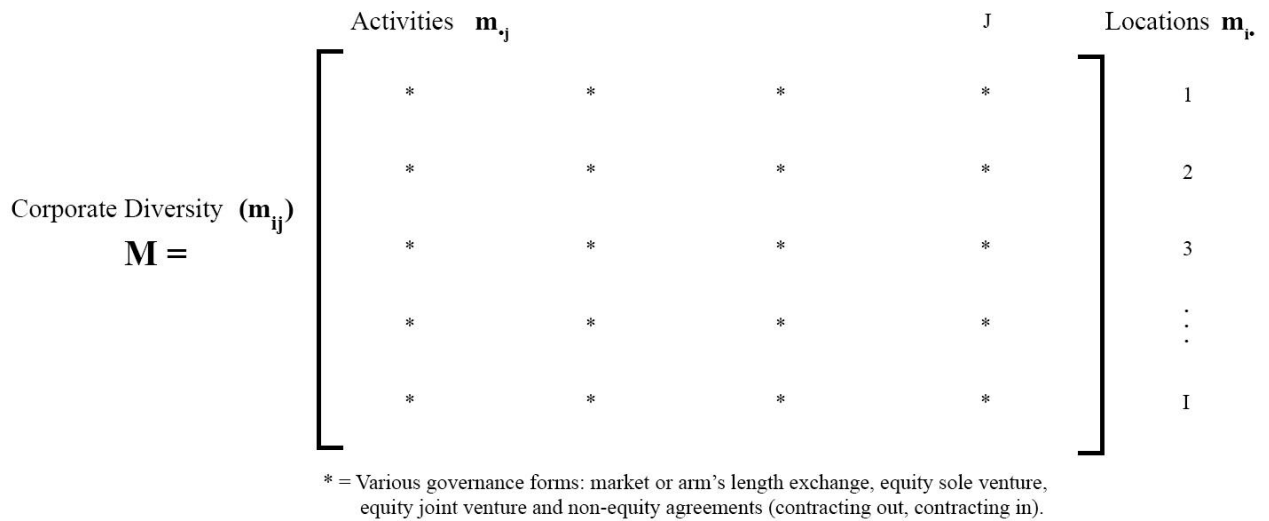 Activities m•j J Locations mi•
* * * * 1
* * * * 2
Corporate Diversity (mij)
M = * * * * 3
* * * * ⋮
* * * * I
* = Various governance forms: market or arm’s length exchange, equity sole venture,
equity joint venture and non-equity agreements (contracting out, contracting in).